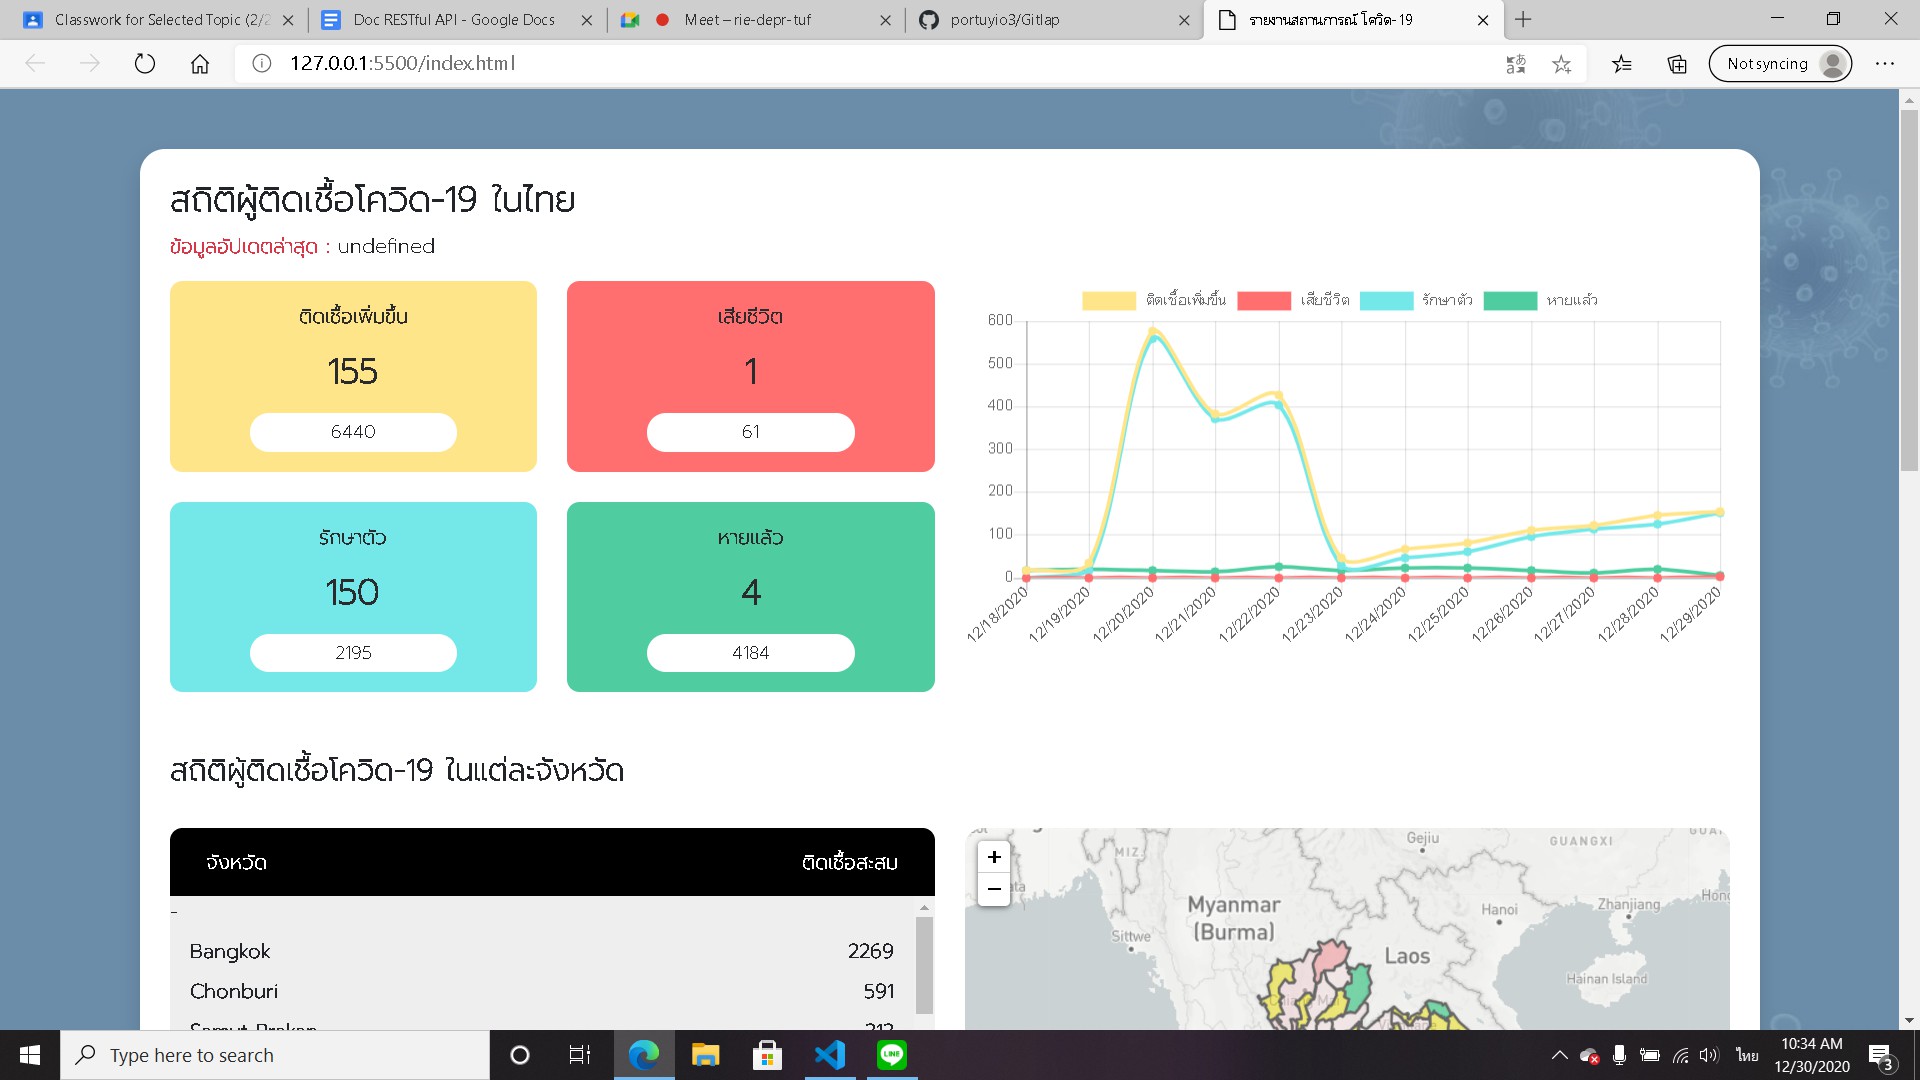 Classwork for Selected Topic (2/2
Doc RESTful API - Google Docs
Meet – rie-depr-tuf
portuyio3/Gitlap
รายงานสถานการณ์ โควิด-19
127.0.0.1:5500/index.html
Not syncing
สถิติผู้ติดเชื้อโควิด-19 ในไทย
ข้อมูลอัปเดตล่าสุด : undefined
ติดเชื้อเพิ่มขึ้น
155
6440
เสียชีวิต
1
61
รักษาตัว
150
2195
หายแล้ว
4
4184
ติดเชื้อเพิ่มขึ้น เสียชีวิต รักษาตัว หายแล้ว
600
500
400
300
200
100
0
12/18/2020 12/19/2020 12/20/2020 12/21/2020 12/22/2020 12/23/2020 12/24/2020 12/25/2020 12/26/2020 12/27/2020 12/28/2020 12/29/2020
สถิติผู้ติดเชื้อโควิด-19 ในแต่ละจังหวัด
จังหวัด ติดเชื้อสะสม
-
Bangkok 2269
Chonburi 591
Samut Prakan 212
+
−
MIZ.
Gejiu
GUANGXI
Myanmar
(Burma)
Sittwe
Hanoi
Zhanjiang
Hong
Laos
Hainan Island
Type here to search
LINE
ไทย
10:34 AM
12/30/2020
3